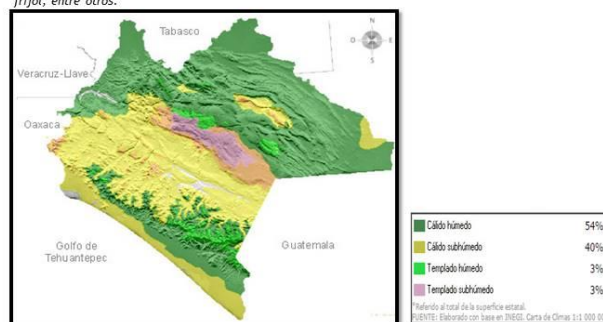 frijol, entre otros.
Tabasco
N
O
E
S
Veracruz-Llave
Oaxaca
Golfo de
Tehuantepec
Guatemala
Cálido húmedo 54%
Cálido subhúmedo 40%
Templado húmedo 3%
Templado subhúmedo 3%
*Referido al total de la superficie estatal.
FUENTE: Elaborado con base en INEGI. Carta de Climas 1:1 000 00